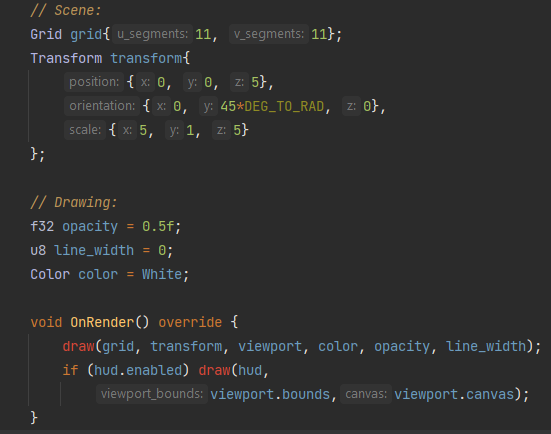 // Scene:
Grid grid{u_segments: 11, v_segments: 11};
Transform transform{
position: {x: 0, y: 0, z: 5},
orientation: {x: 0, y: 45*DEG_TO_RAD, z: 0},
scale: {x: 5, y: 1, z: 5}
};
// Drawing:
f32 opacity = 0.5f;
u8 line_width = 0;
Color color = White;
void OnRender() override {
draw(grid, transform, viewport, color, opacity, line_width);
if (hud.enabled) draw(hud,
viewport_bounds: viewport.bounds, canvas: viewport.canvas);
}